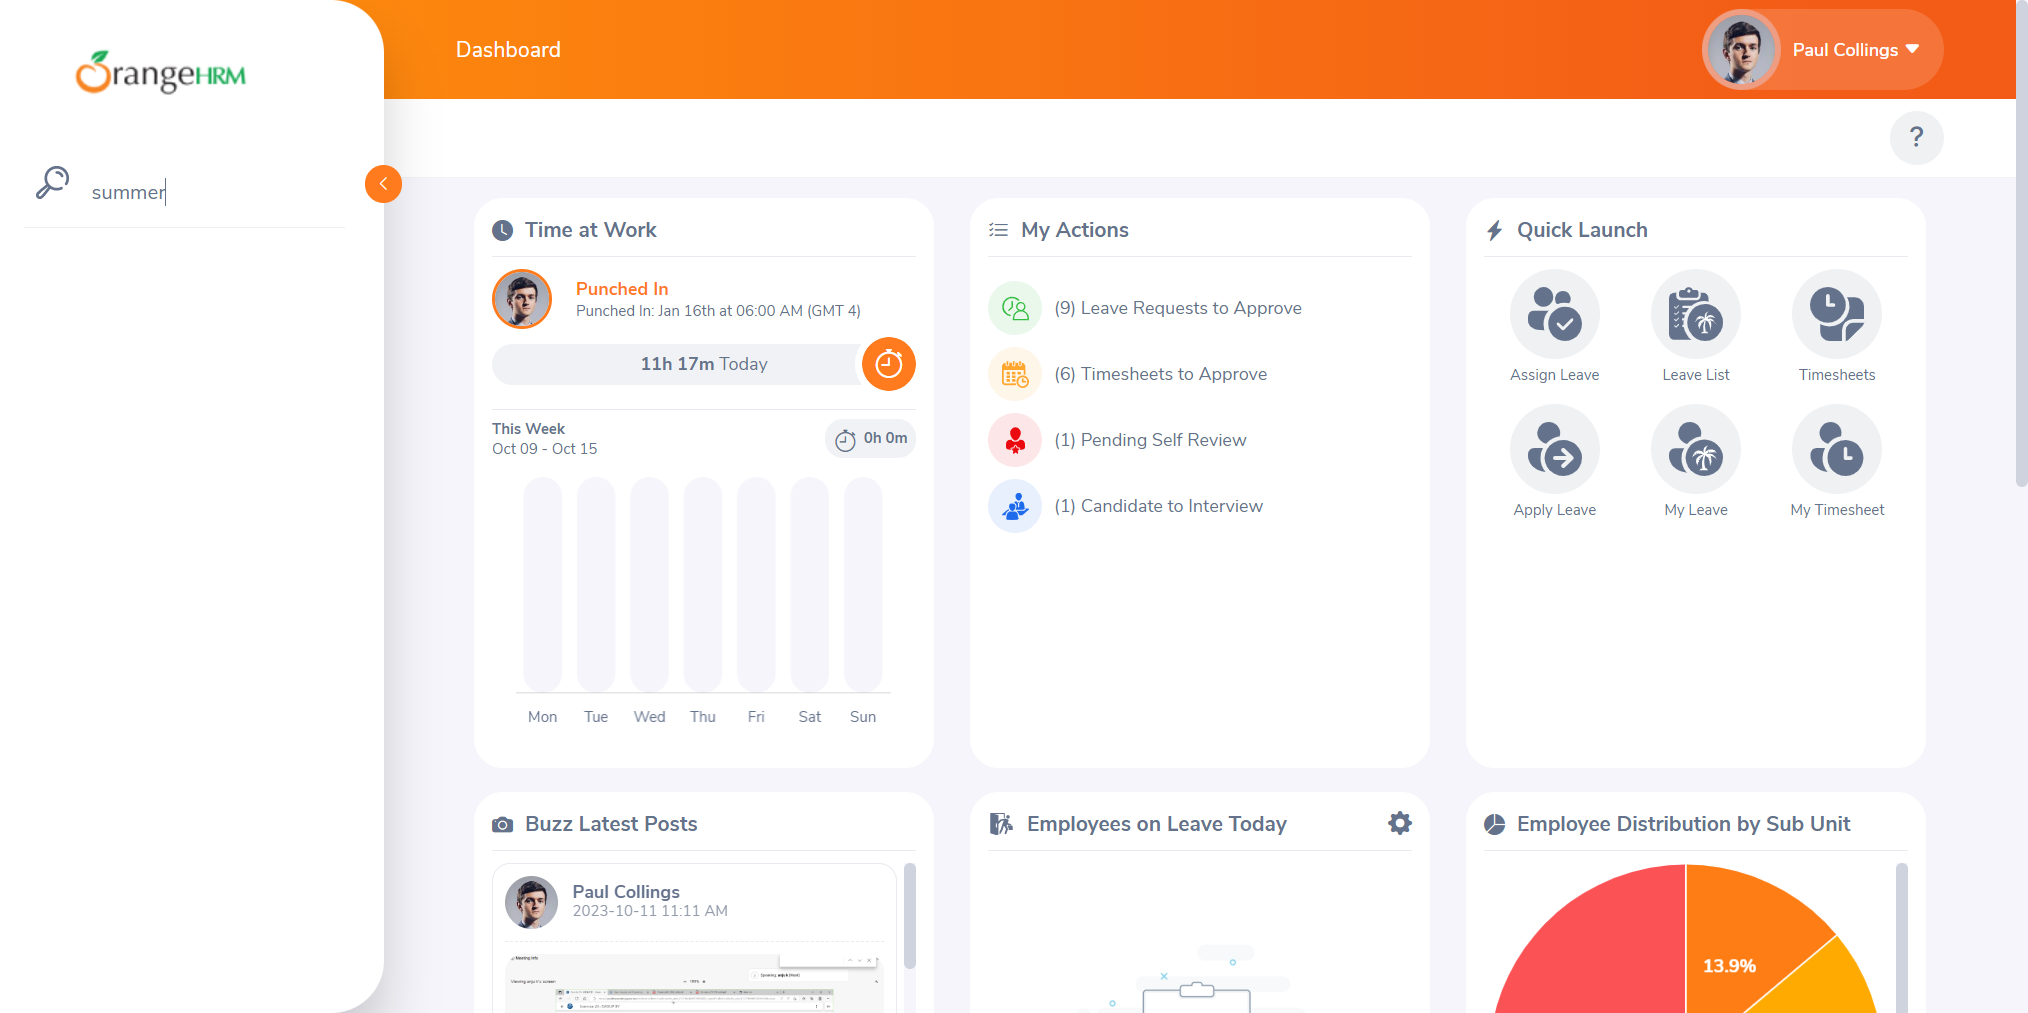 OrangeHRM
Dashboard
Paul Collings
summer
?
Time at Work
Punched In
Punched In: Jan 16th at 06:00 AM (GMT 4)
11h 17m Today
This Week
Oct 09 - Oct 15
0h 0m
Mon Tue Wed Thu Fri Sat Sun
My Actions
(9) Leave Requests to Approve
(6) Timesheets to Approve
(1) Pending Self Review
(1) Candidate to Interview
Quick Launch
Assign Leave Leave List Timesheets
Apply Leave My Leave My Timesheet
Buzz Latest Posts
Paul Collings
2023-10-11 11:11 AM
Meeting Info
Employees on Leave Today
Employee Distribution by Sub Unit
13.9%